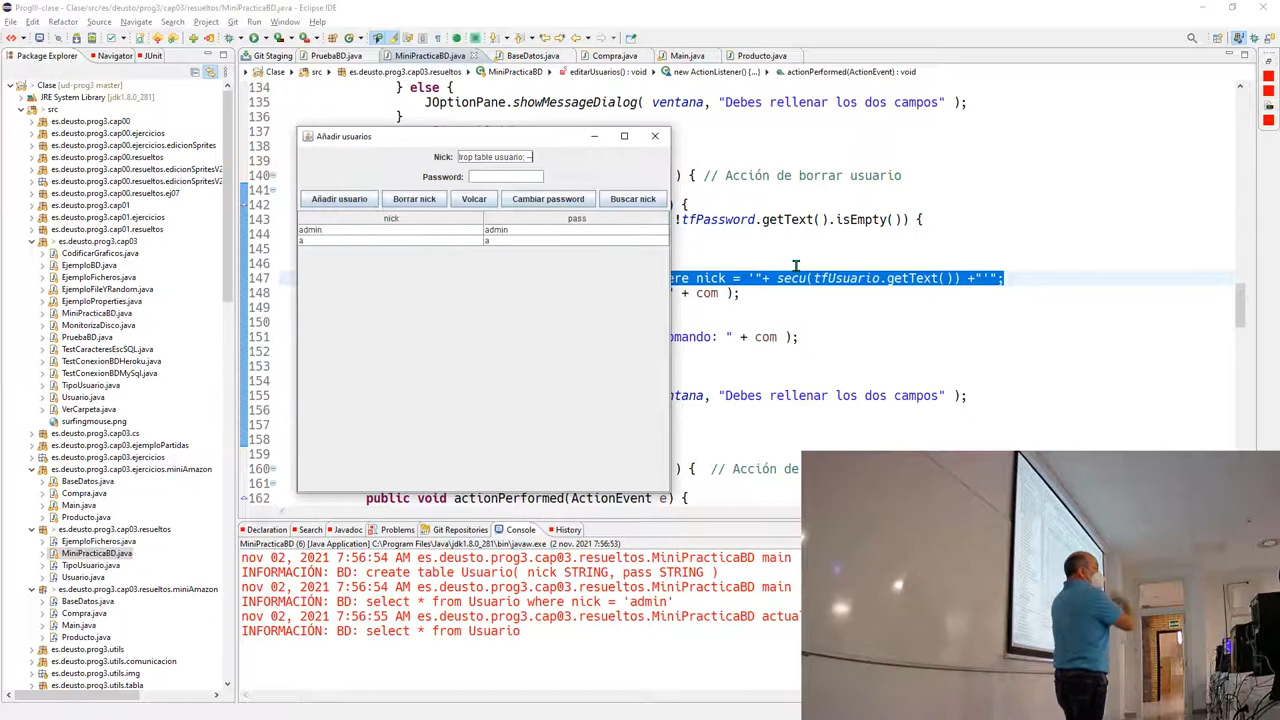 ProgIII-clase - Clase/src/es/deusto/prog3/cap03/resueltos/MiniPracticaBD.java - Eclipse IDE
File Edit Refactor Source Navigate Search Project Git Run Window Help
Package Explorer Navigator JUnit
Git Staging PruebaBD.java MiniPracticaBD.java BaseDatos.java Compra.java Main.java Producto.java
Clase src es.deusto.prog3.cap03.resueltos MiniPracticaBD editarUsuarios() : void new ActionListener() {...} actionPerformed(ActionEvent) : void
Clase [ud-prog3 master]
JRE System Library [jdk1.8.0_281]
src
es.deusto.prog3.cap00
es.deusto.prog3.cap00.ejercicios
es.deusto.prog3.cap00.ejercicios.edicionSprites
es.deusto.prog3.cap00.resueltos
es.deusto.prog3.cap00.resueltos.edicionSprites
es.deusto.prog3.cap00.resueltos.edicionSpritesV2
es.deusto.prog3.cap00.resueltos.ej07
es.deusto.prog3.cap01
es.deusto.prog3.cap01.resueltos
es.deusto.prog3.cap03
CodificarGraficos.java
EjemploBD.java
EjemploFicheros.java
EjemploFileYRandom.java
EjemploProperties.java
MiniPracticaBD.java
MonitorizaDisco.java
PruebaBD.java
TestCaracteresEscSQL.java
TestConexionBDHeroku.java
TestConexionBDMySql.java
TipoUsuario.java
Usuario.java
VerCarpeta.java
surfingmouse.png
es.deusto.prog3.cap03.cs
es.deusto.prog3.cap03.ejemploPartidas
es.deusto.prog3.cap03.ejercicios
es.deusto.prog3.cap03.ejercicios.miniAmazon
BaseDatos.java
Compra.java
Main.java
Producto.java
es.deusto.prog3.cap03.resueltos
EjemploFicheros.java
MiniPracticaBD.java
TipoUsuario.java
Usuario.java
es.deusto.prog3.cap03.resueltos.miniAmazon
BaseDatos.java
Compra.java
Main.java
Producto.java
es.deusto.prog3.utils
es.deusto.prog3.utils.comunicacion
es.deusto.prog3.utils.img
es.deusto.prog3.utils.tabla
134 } else {
135 JOptionPane.showMessageDialog( ventana, "Debes rellenar los dos campos" );
136 }
137
140 ) { // Acción de borrar usuario
141
142 ) {
143 !tfPassword.getText().isEmpty()) {
144
145
146
147 re nick = '"+ secu(tfUsuario.getText()) +"'";
148 " + com );
149
150
151 omando: " + com );
152
153
154
155 ntana, "Debes rellenar los dos campos" );
156
157
158
159
160 ) { // Acción de
161
162 public void actionPerformed(ActionEvent e) {
Añadir usuarios
Nick: drop table usuario; --
Password:
Añadir usuario Borrar nick Volcar Cambiar password Buscar nick
nick pass
admin admin
a a
Declaration Search Javadoc Problems Git Repositories Console History
MiniPracticaBD (6) [Java Application] C:\Program Files\Java\jdk1.8.0_281\bin\javaw.exe (2 nov. 2021 7:56:53)
nov 02, 2021 7:56:54 AM es.deusto.prog3.cap03.resueltos.MiniPracticaBD main
INFORMACIÓN: BD: create table Usuario( nick STRING, pass STRING )
nov 02, 2021 7:56:54 AM es.deusto.prog3.cap03.resueltos.MiniPracticaBD main
INFORMACIÓN: BD: select * from Usuario where nick = 'admin'
nov 02, 2021 7:56:55 AM es.deusto.prog3.cap03.resueltos.MiniPracticaBD actua
INFORMACIÓN: BD: select * from Usuario